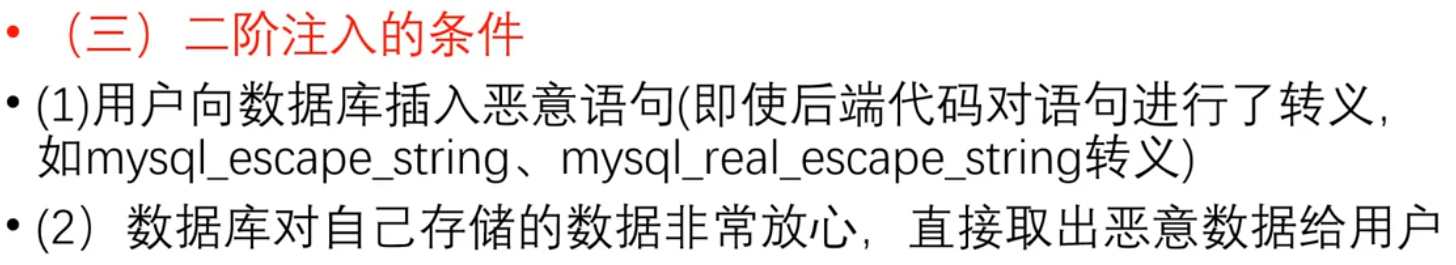 • （三）二阶注入的条件
• (1)用户向数据库插入恶意语句(即使后端代码对语句进行了转义，
如mysql_escape_string、mysql_real_escape_string转义)
• (2）数据库对自己存储的数据非常放心，直接取出恶意数据给用户